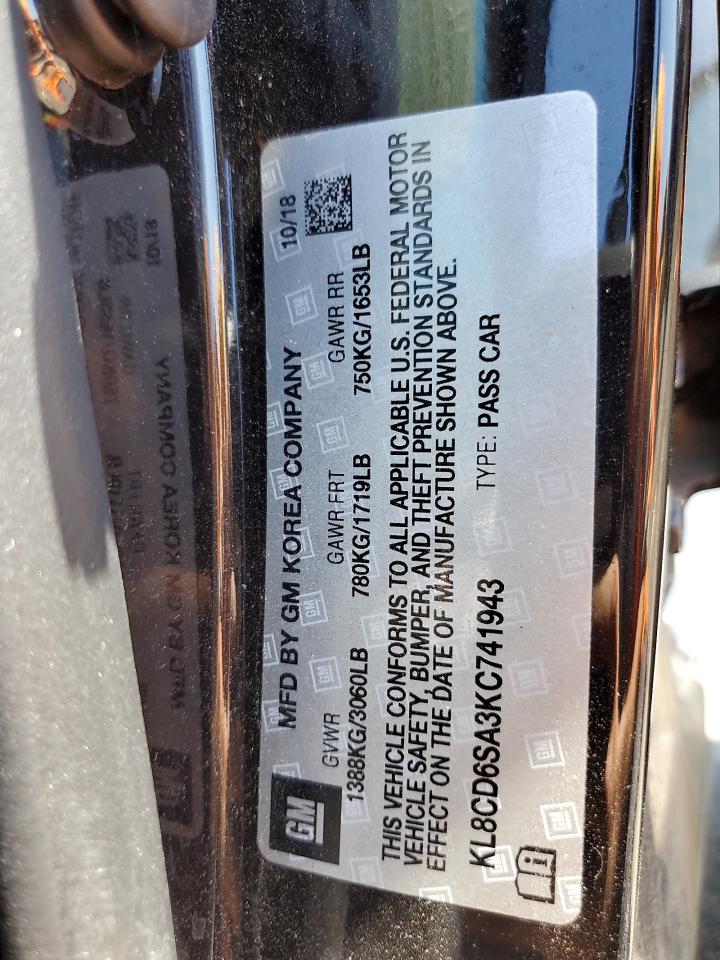 GM
MFD BY GM KOREA COMPANY 10/18
GVWR GAWR FRT GAWR RR
1388KG/3060LB 780KG/1719LB 750KG/1653LB
THIS VEHICLE CONFORMS TO ALL APPLICABLE U.S. FEDERAL MOTOR
VEHICLE SAFETY, BUMPER, AND THEFT PREVENTION STANDARDS IN
EFFECT ON THE DATE OF MANUFACTURE SHOWN ABOVE.
KL8CD6SA3KC741943 TYPE: PASS CAR